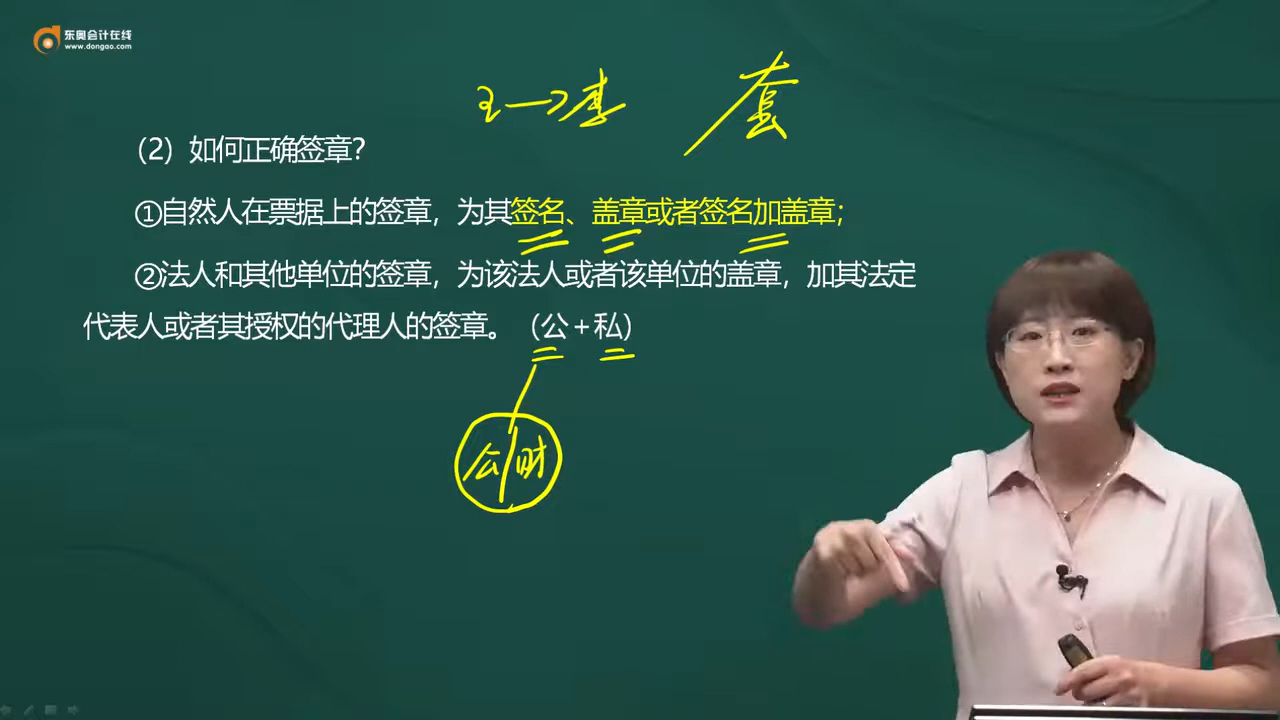 东奥会计在线
www.dongao.com
（2）如何正确签章？
①自然人在票据上的签章，为其签名、盖章或者签名加盖章；
②法人和其他单位的签章，为该法人或者该单位的盖章，加其法定
代表人或者其授权的代理人的签章。（公＋私）
公 财